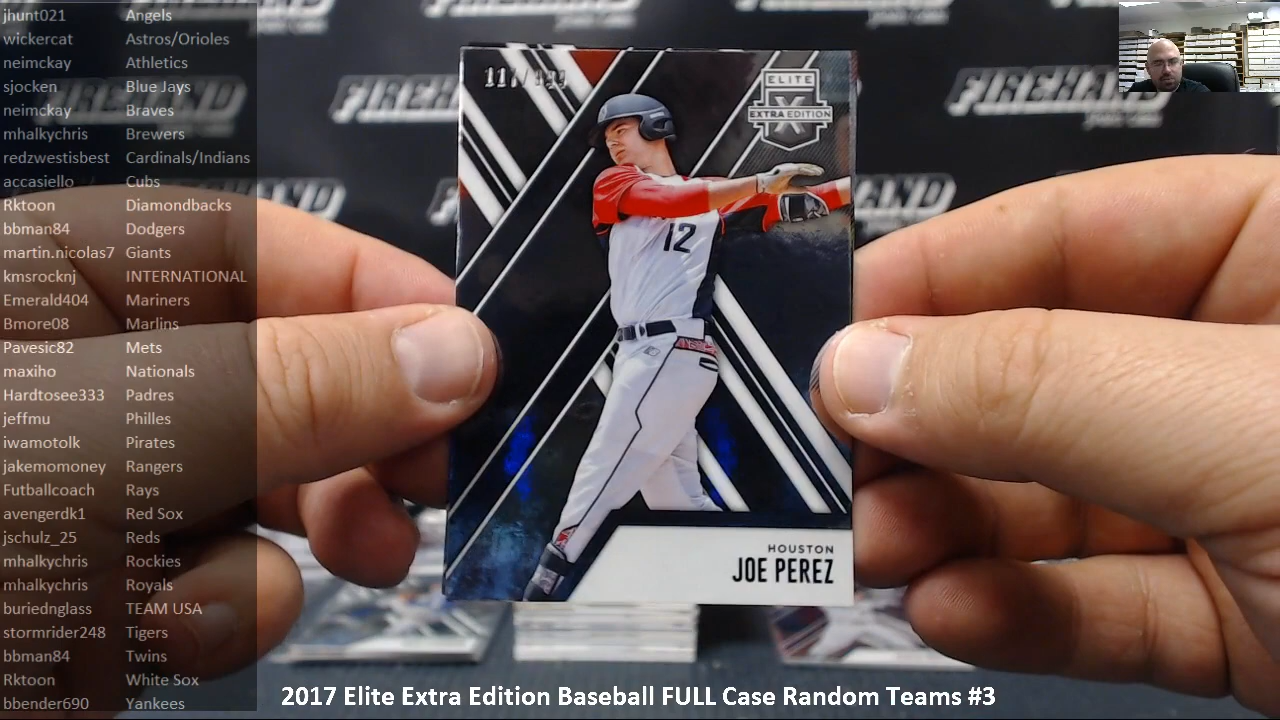 jhunt021 Angels
wickercat Astros/Orioles
neimckay Athletics
sjocken Blue Jays
neimckay Braves
mhalkychris Brewers
redzwestisbest Cardinals/Indians
accasiello Cubs
Rktoon Diamondbacks
bbman84 Dodgers
martin.nicolas7 Giants
kmsrocknj INTERNATIONAL
Emerald404 Mariners
Bmore08 Marlins
Pavesic82 Mets
maxiho Nationals
Hardtosee333 Padres
jeffmu Philles
iwamotolk Pirates
jakemomoney Rangers
Futballcoach Rays
avengerdk1 Red Sox
jschulz_25 Reds
mhalkychris Rockies
mhalkychris Royals
buriednglass TEAM USA
stormrider248 Tigers
bbman84 Twins
Rktoon White Sox
bbender690 Yankees
FIREHAND
FIREHAND
ELITE
X
EXTRA EDITION
12
HOUSTON
JOE PEREZ
2017 Elite Extra Edition Baseball FULL Case Random Teams #3